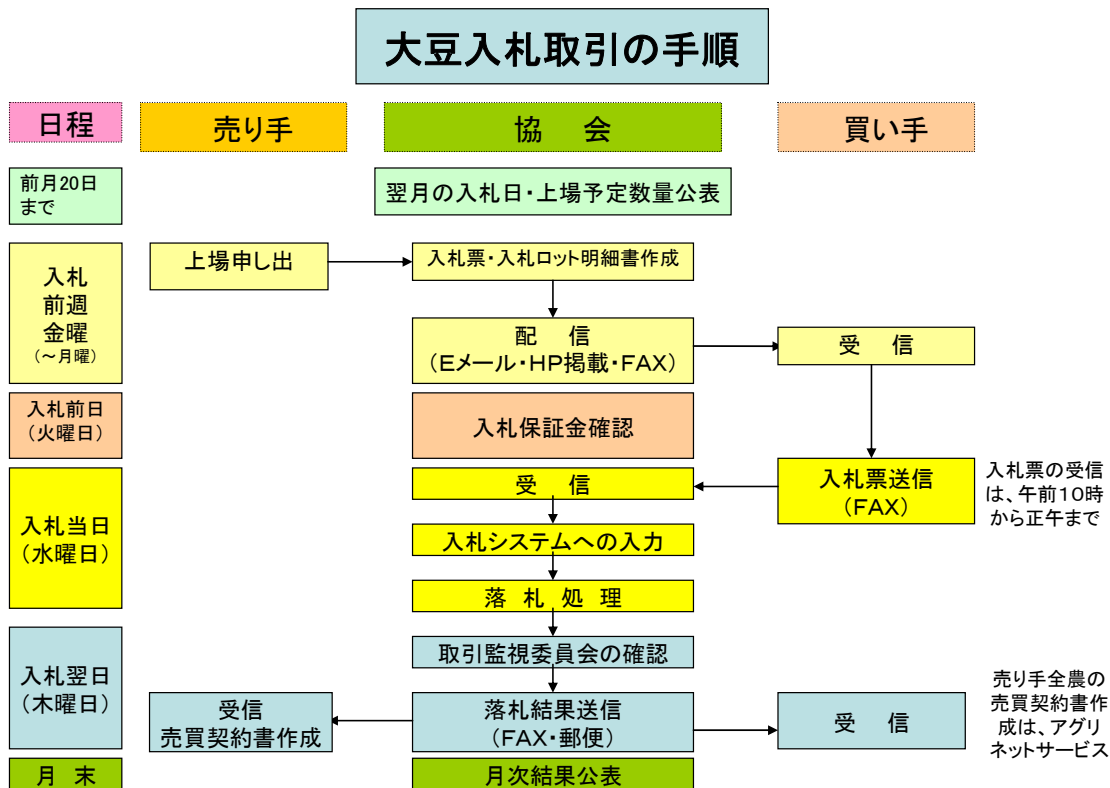 大豆入札取引の手順
日程
売り手
協　会
買い手
前月20日
まで
翌月の入札日・上場予定数量公表
入札
前週
金曜
（～月曜）
上場申し出
入札票・入札ロット明細書作成
配　信
（Eメール・HP掲載・FAX）
受　信
入札前日
（火曜日）
入札保証金確認
入札当日
（水曜日）
受　信
入札票送信
（FAX）
入札票の受信
は、午前10時
から正午まで
入札システムへの入力
落　札　処　理
入札翌日
（木曜日）
取引監視委員会の確認
受信
売買契約書作成
落札結果送信
（FAX・郵便）
受　信
売り手全農の
売買契約書作
成は、アグリ
ネットサービス
月　末
月次結果公表